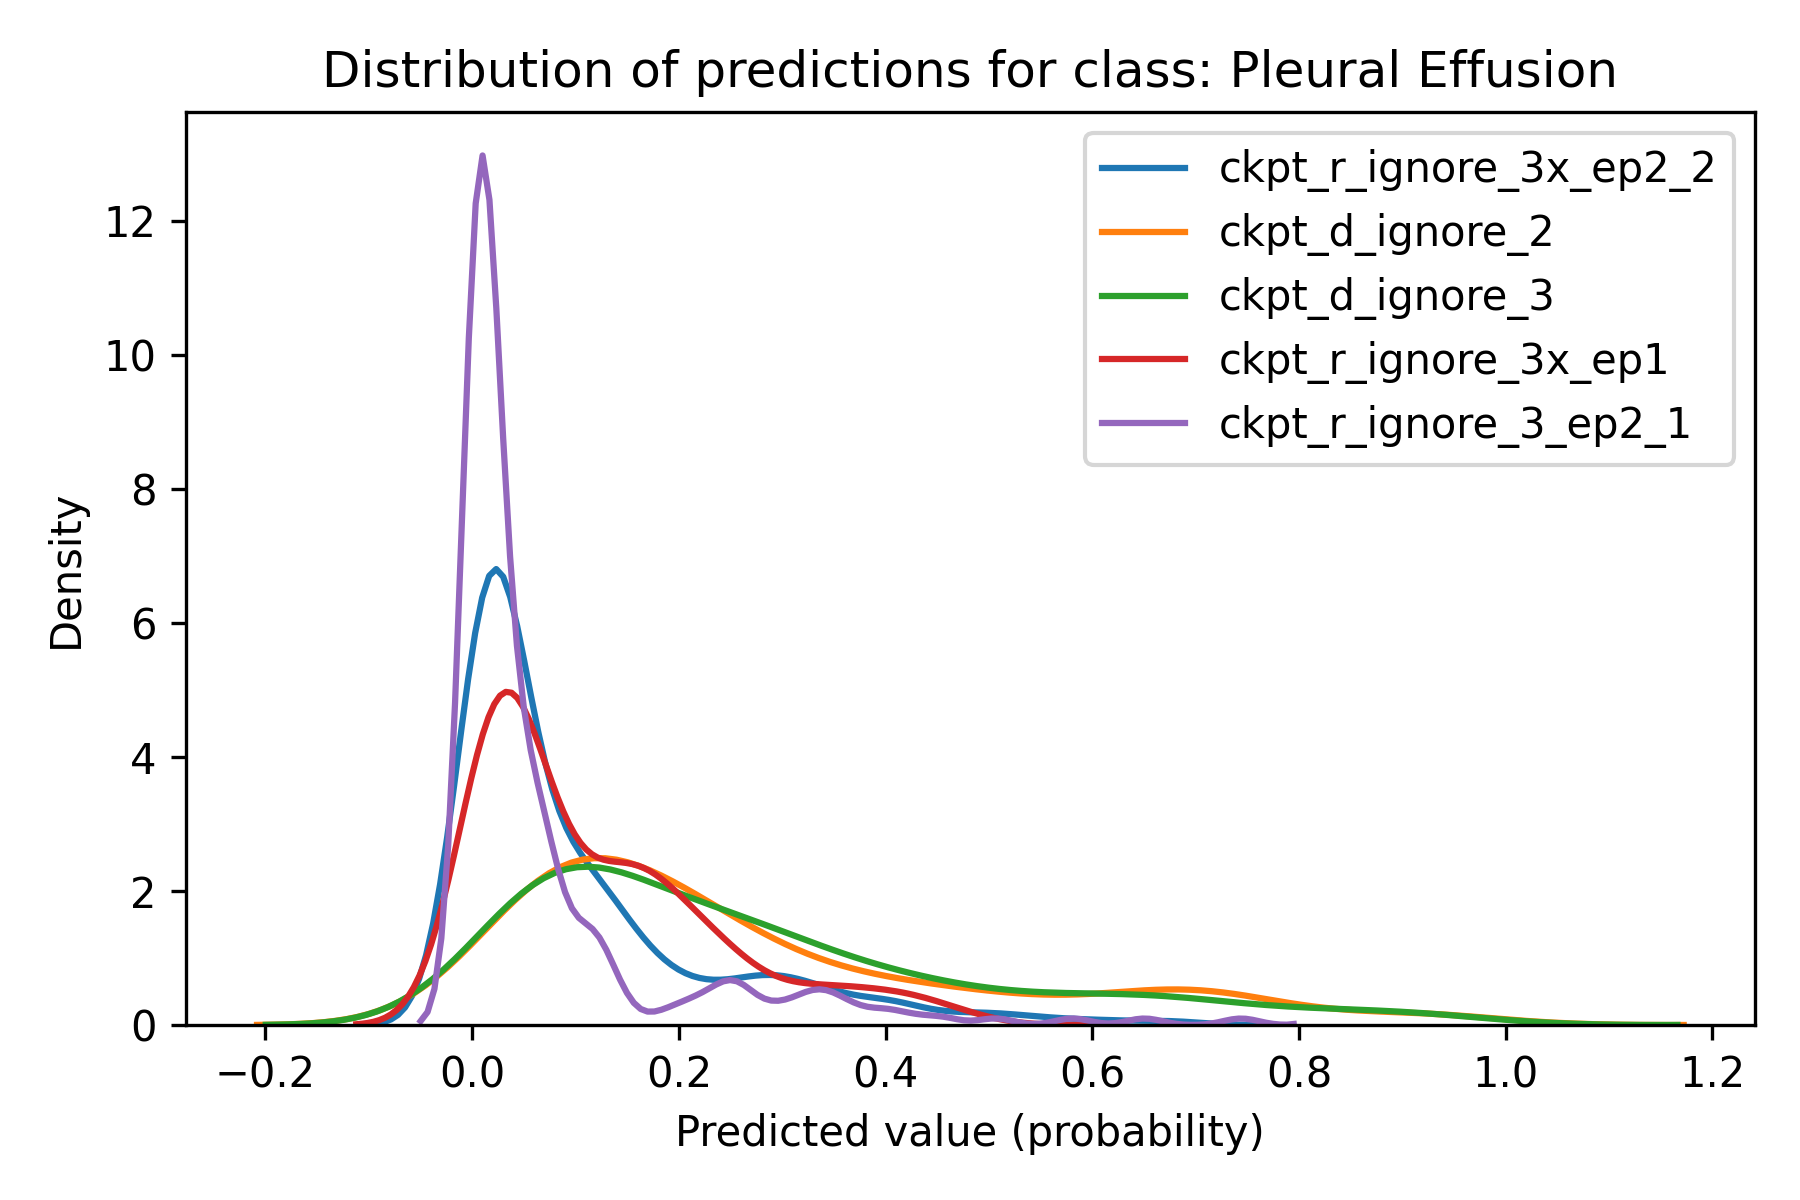 Distribution of predictions for class: Pleural Effusion
ckpt_r_ignore_3x_ep2_2
ckpt_d_ignore_2
ckpt_d_ignore_3
ckpt_r_ignore_3x_ep1
ckpt_r_ignore_3_ep2_1
Density
12
10
8
6
4
2
0
−0.2 0.0 0.2 0.4 0.6 0.8 1.0 1.2
Predicted value (probability)